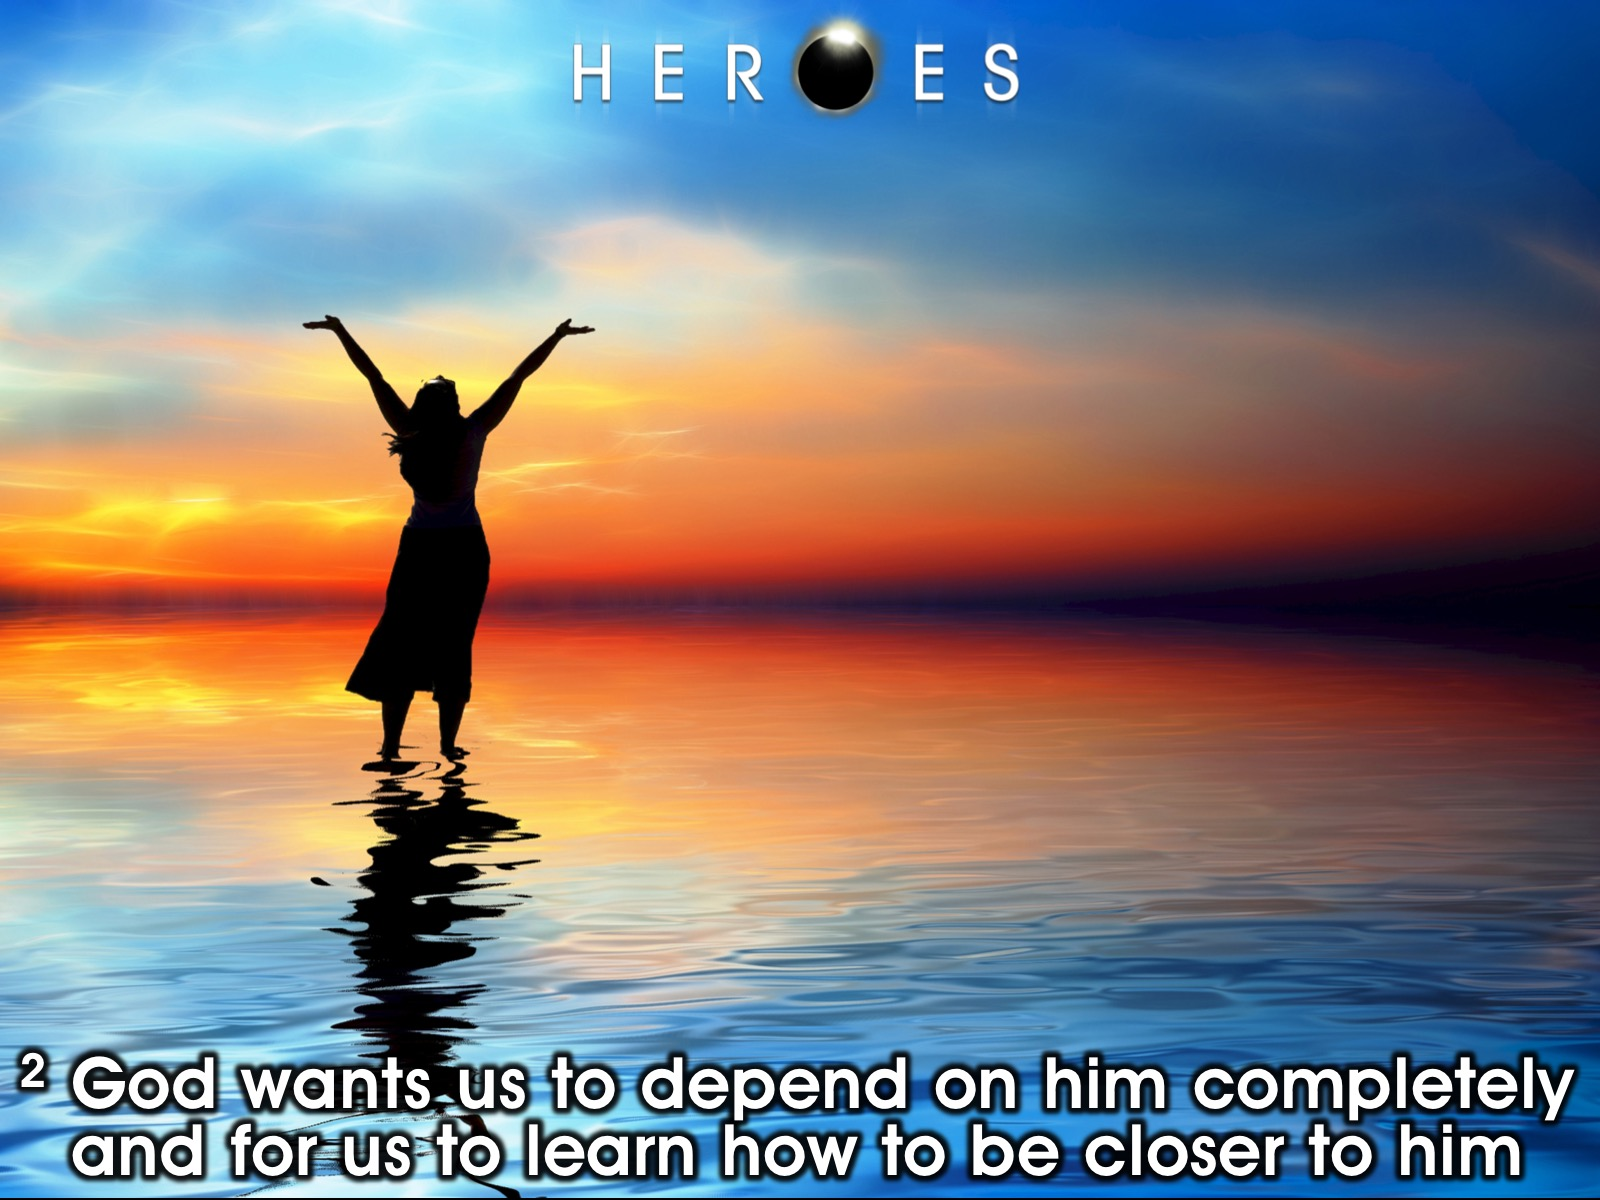 HEROES
2 God wants us to depend on him completely
and for us to learn how to be closer to him